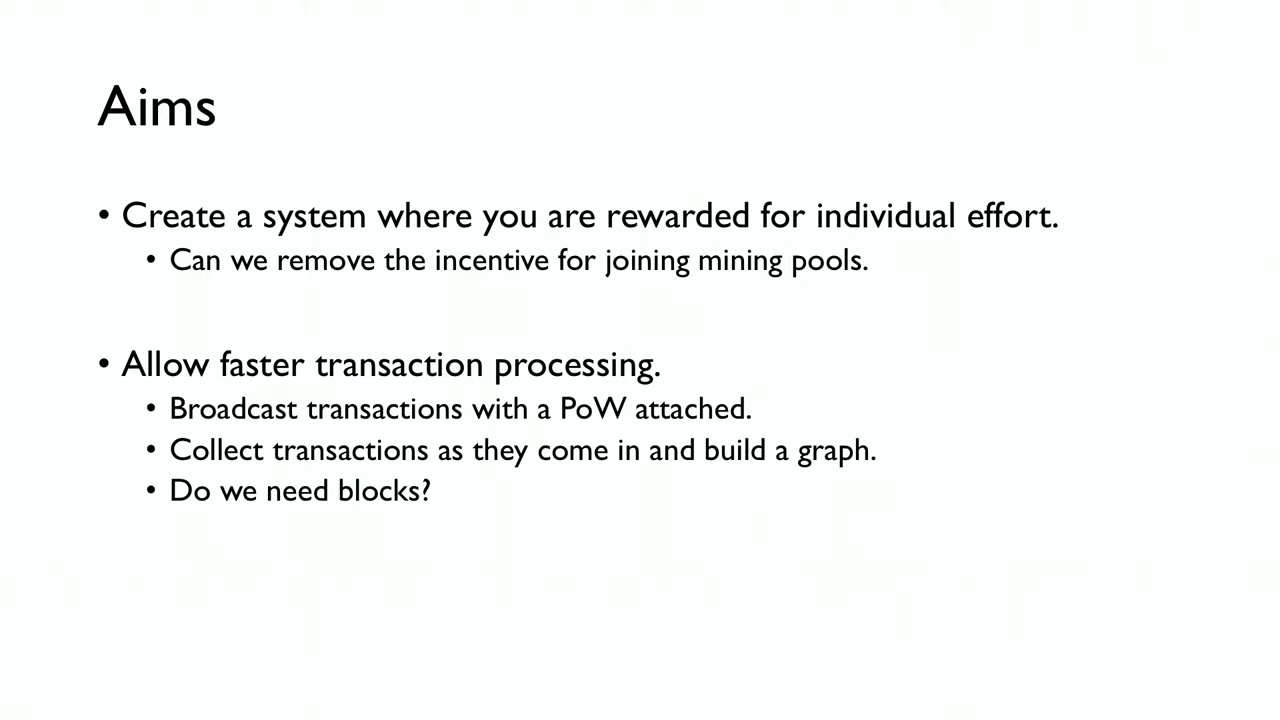 Aims
• Create a system where you are rewarded for individual effort.
• Can we remove the incentive for joining mining pools.
• Allow faster transaction processing.
• Broadcast transactions with a PoW attached.
• Collect transactions as they come in and build a graph.
• Do we need blocks?